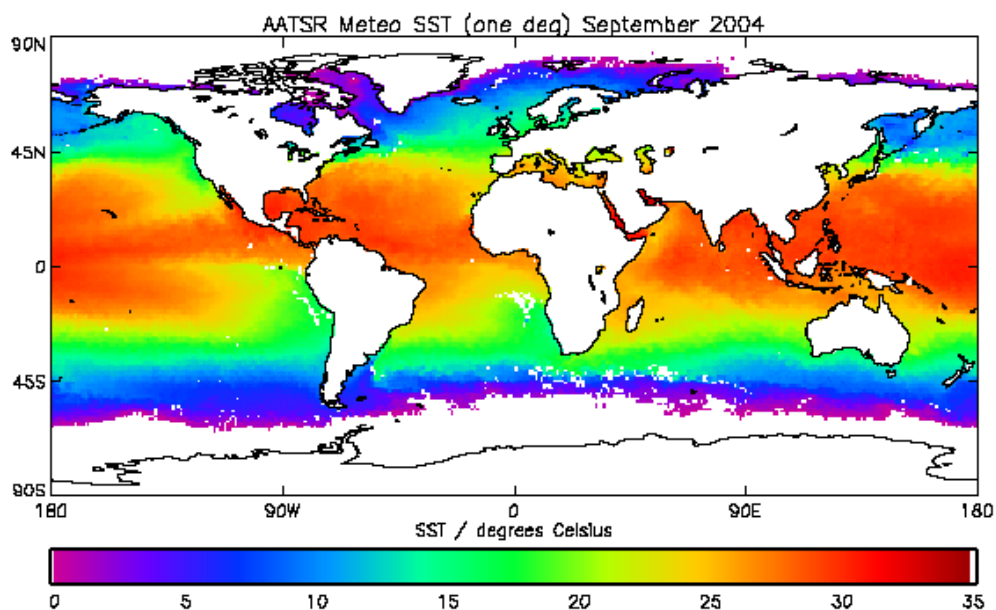 AATSR Meteo SST (one deg) September 2004
90N
45N
0
45S
90S
180 90W 0 90E 180
SST / degrees Celsius
0 5 10 15 20 25 30 35